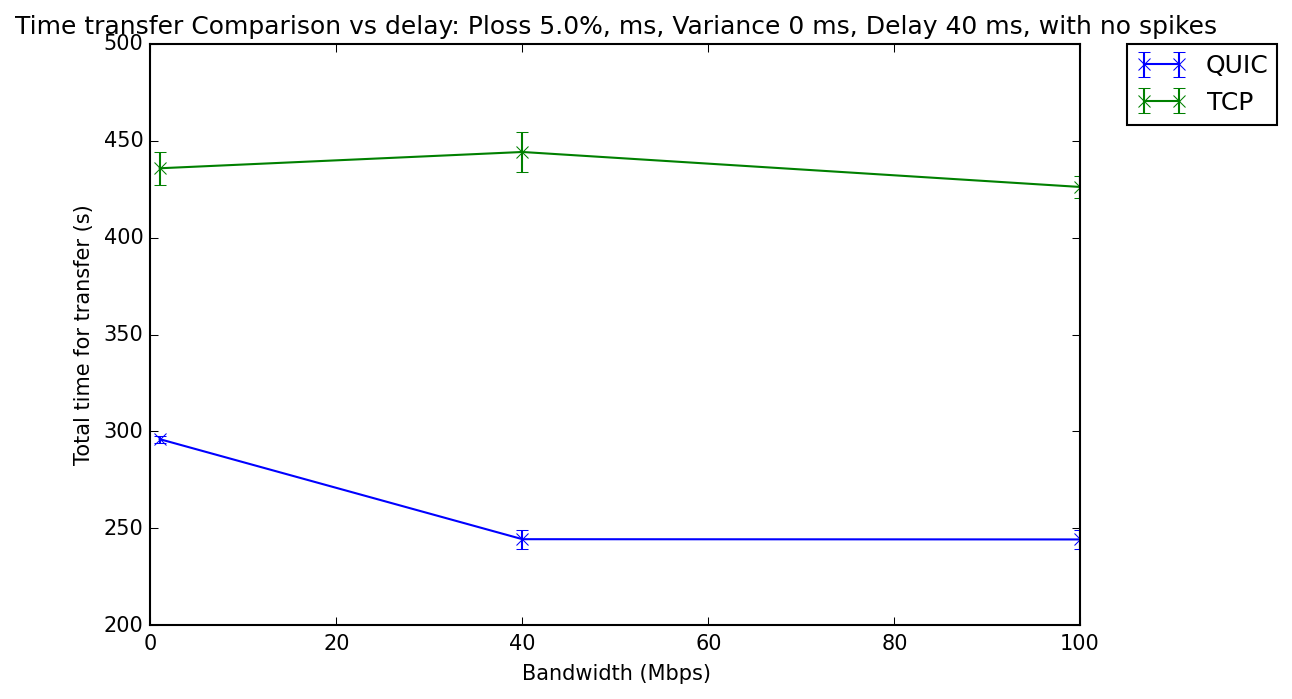 Time transfer Comparison vs delay: Ploss 5.0%, ms, Variance 0 ms, Delay 40 ms, with no spikes
500
450
400
350
300
250
200
Total time for transfer (s)
0 20 40 60 80 100
Bandwidth (Mbps)
QUIC
TCP